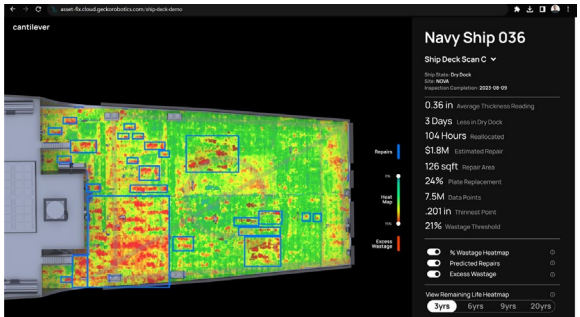 asset-fix.cloud.geckorobotics.com/ship-deck-demo
cantilever
Navy Ship 036
Ship Deck Scan C
Ship State: Dry Dock
Site: NOVA
Inspection Completion: 2023-08-09
0.36 in Average Thickness Reading
3 Days Less in Dry Dock
104 Hours Reallocated
$1.8M Estimated Repair
126 sqft Repair Area
24% Plate Replacement
7.5M Data Points
.201 in Thinnest Point
21% Wastage Threshold
Repairs
0%
Heat
Map
Excess
Wastage
% Wastage Heatmap
Predicted Repairs
Excess Wastage
View Remaining Life Heatmap
3yrs 6yrs 9yrs 20yrs